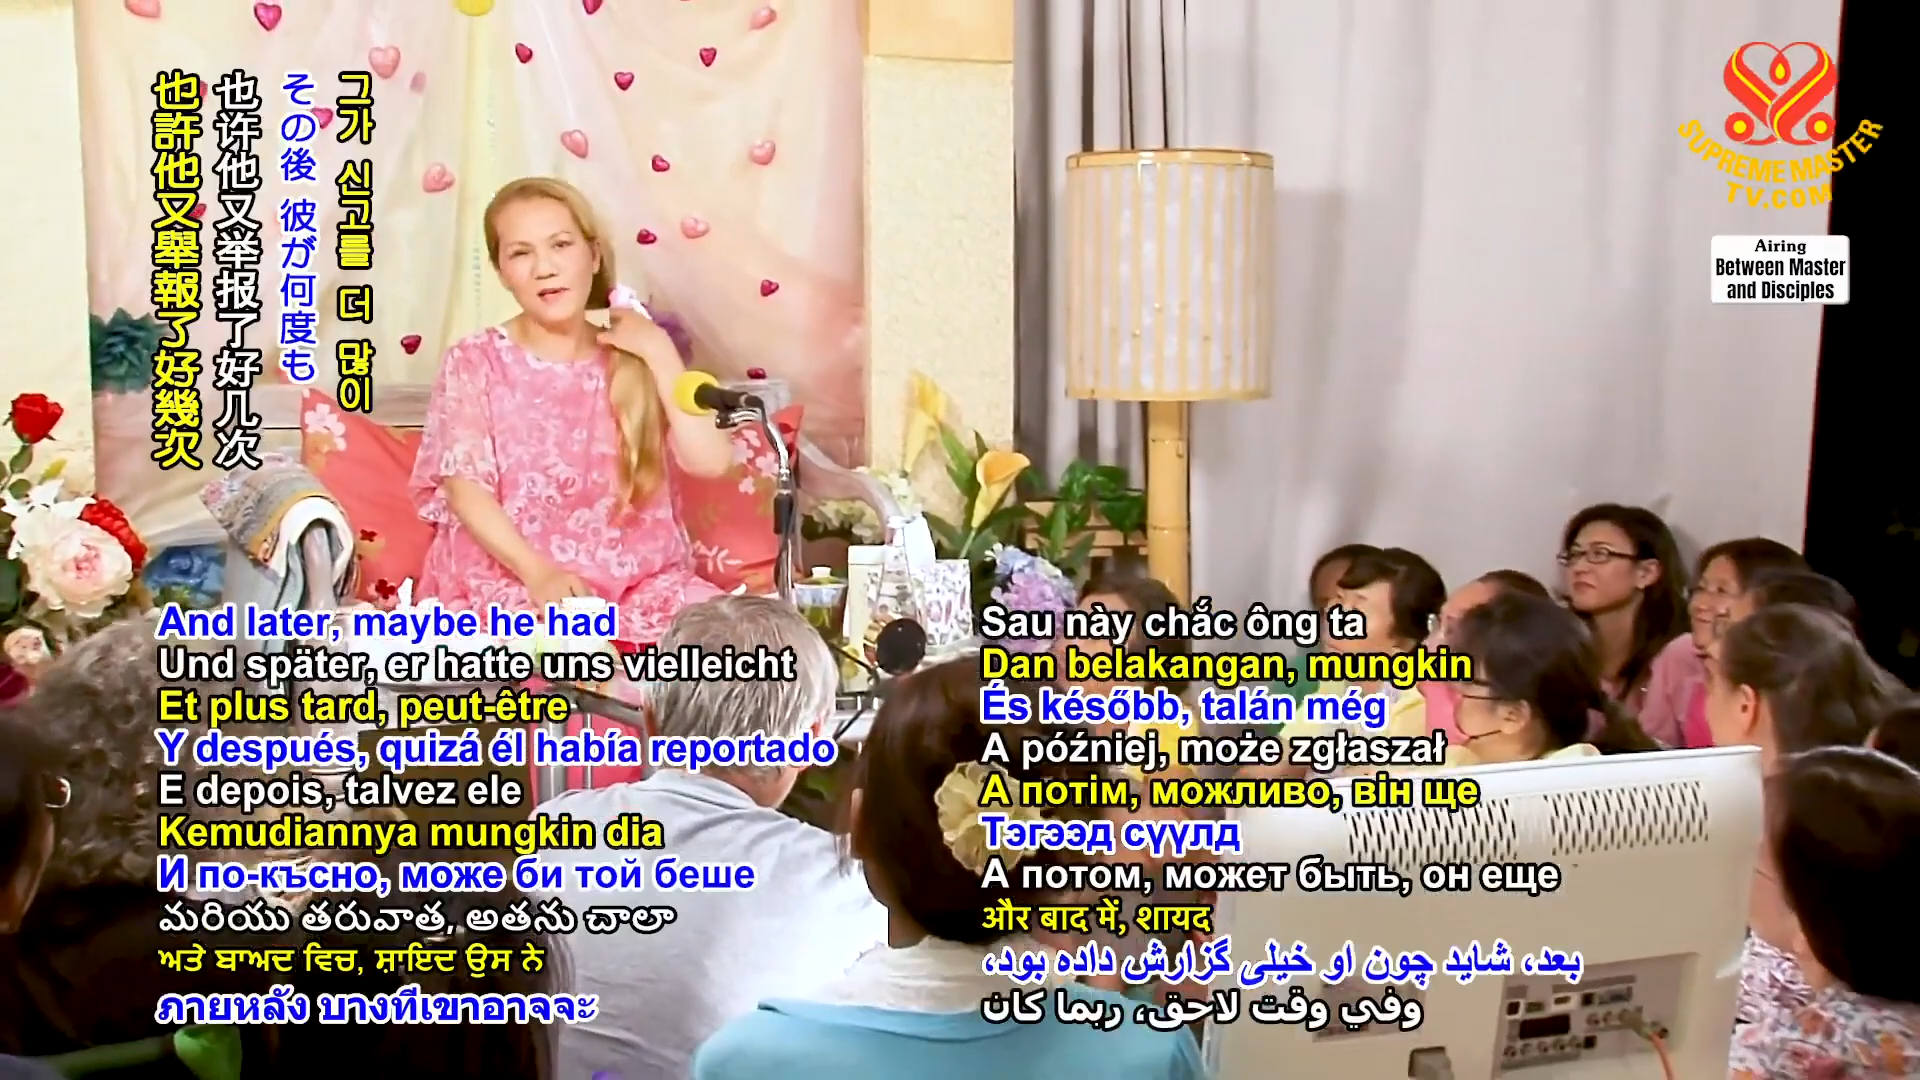 也許他又舉報了好幾次
也许他又举报了好几次
その後 彼が何度も
그가 신고를 더 많이
SUPREME MASTER
TV.COM
Airing
Between Master
and Disciples
And later, maybe he had
Und später, er hatte uns vielleicht
Et plus tard, peut-être
Y después, quizá él había reportado
E depois, talvez ele
Kemudiannya mungkin dia
И по-късно, може би той беше
మరియు తరువాత, అతను చాలా
ਅਤੇ ਬਾਅਦ ਵਿਚ, ਸ਼ਾਇਦ ਉਸ ਨੇ
ภายหลัง บางทีเขาอาจจะ
Sau này chắc ông ta
Dan belakangan, mungkin
És később, talán még
A później, może zgłaszał
А потім, можливо, він ще
Тэгээд сүүлд
А потом, может быть, он еще
और बाद में, शायद
بعد، شاید چون او خیلی گزارش داده بود،
وفي وقت لاحق، ربما كان